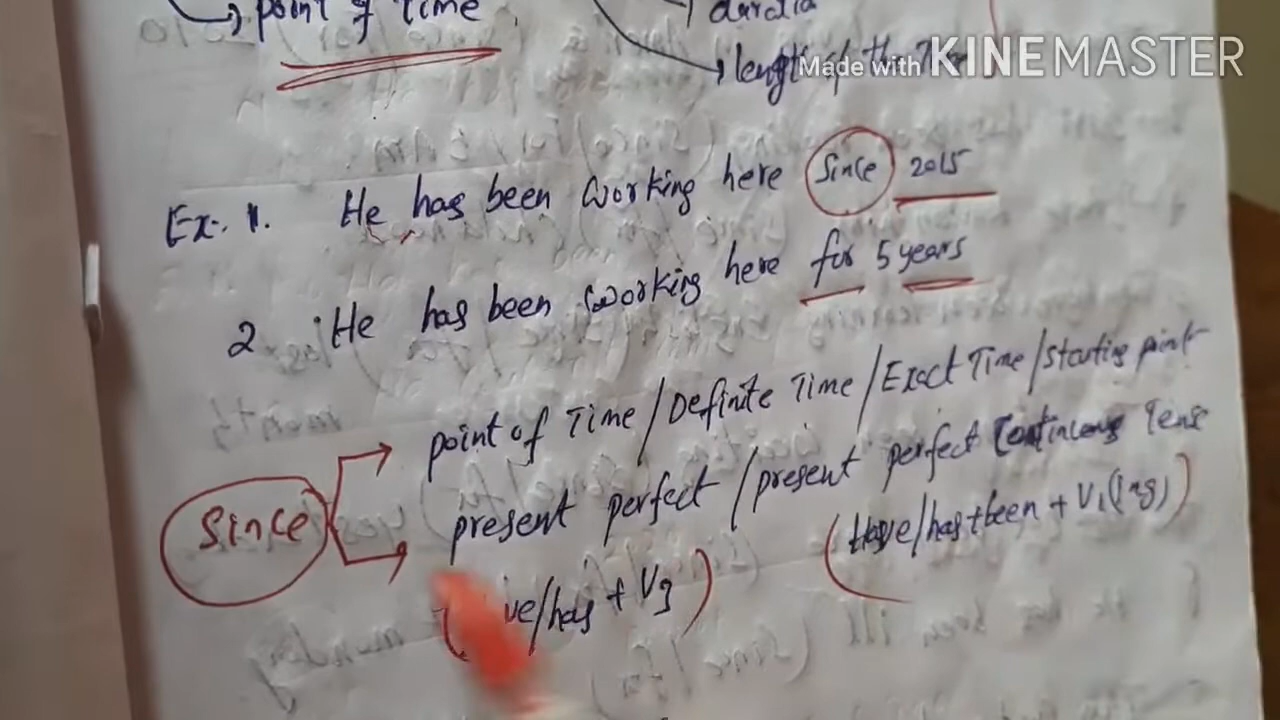 point of Time
length of the Time
Made with KINEMASTER
Ex. 1. He has been working here Since 2015
2 He has been working here for 5 years
point of Time / Definite Time / Exact Time / Starting point
Since
present perfect / present perfect Continuous Tense
ve/has + V3) (Have/has+been + V1(ing)